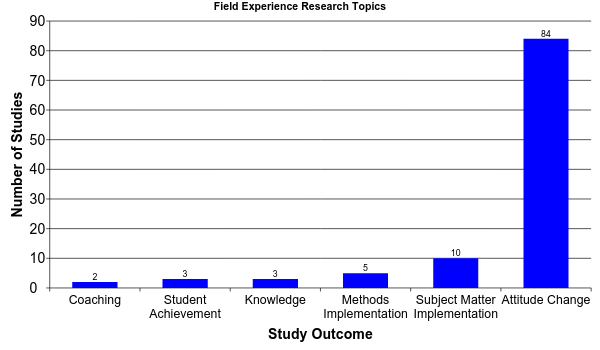 Field Experience Research Topics
90
80
70
60
50
40
30
20
10
0
Number of Studies
2
3
3
5
10
84
Coaching
Student
Achievement
Knowledge
Methods
Implementation
Subject Matter
Implementation
Attitude Change
Study Outcome